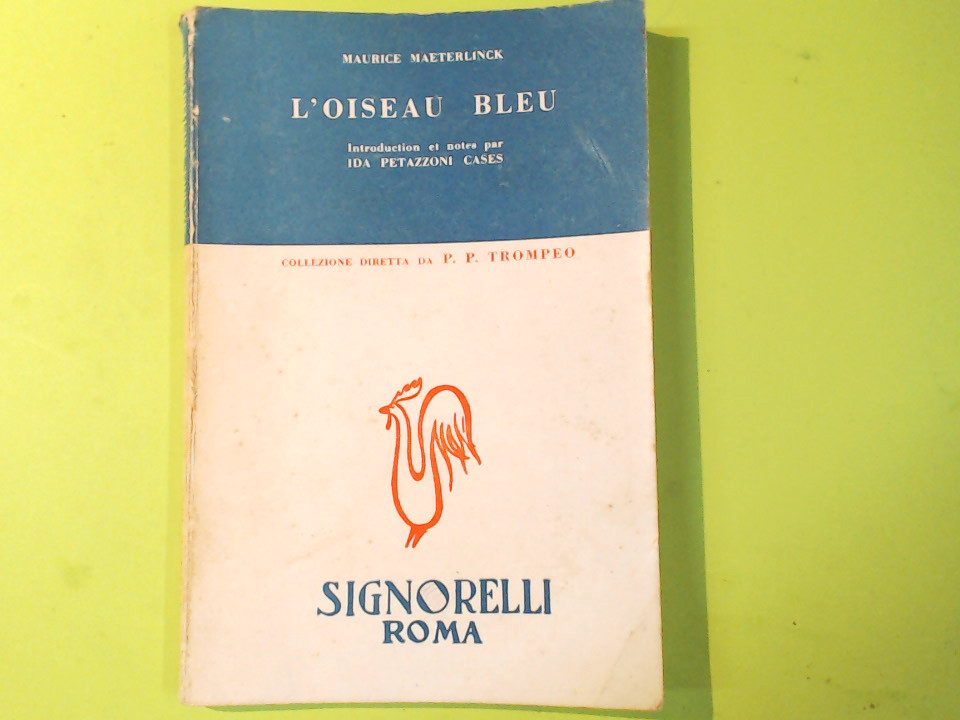 MAURICE MAETERLINCK
L'OISEAU BLEU
Introduction et notes par
IDA PETAZZONI CASES
COLLEZIONE DIRETTA DA P. P. TROMPEO
SIGNORELLI
ROMA